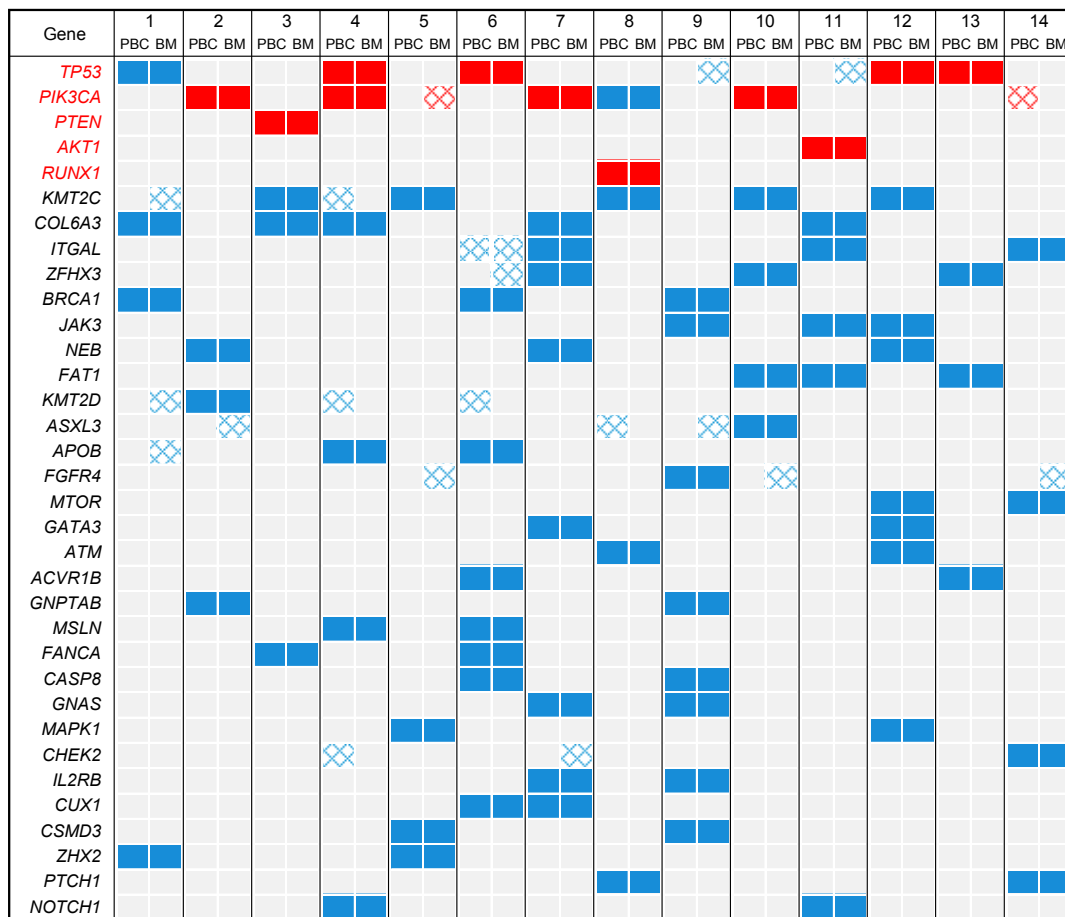 Gene 1 2 3 4 5 6 7 8 9 10 11 12 13 14
PBC BM PBC BM PBC BM PBC BM PBC BM PBC BM PBC BM PBC BM PBC BM PBC BM PBC BM PBC BM PBC BM PBC BM
TP53
PIK3CA
PTEN
AKT1
RUNX1
KMT2C
COL6A3
ITGAL
ZFHX3
BRCA1
JAK3
NEB
FAT1
KMT2D
ASXL3
APOB
FGFR4
MTOR
GATA3
ATM
ACVR1B
GNPTAB
MSLN
FANCA
CASP8
GNAS
MAPK1
CHEK2
IL2RB
CUX1
CSMD3
ZHX2
PTCH1
NOTCH1